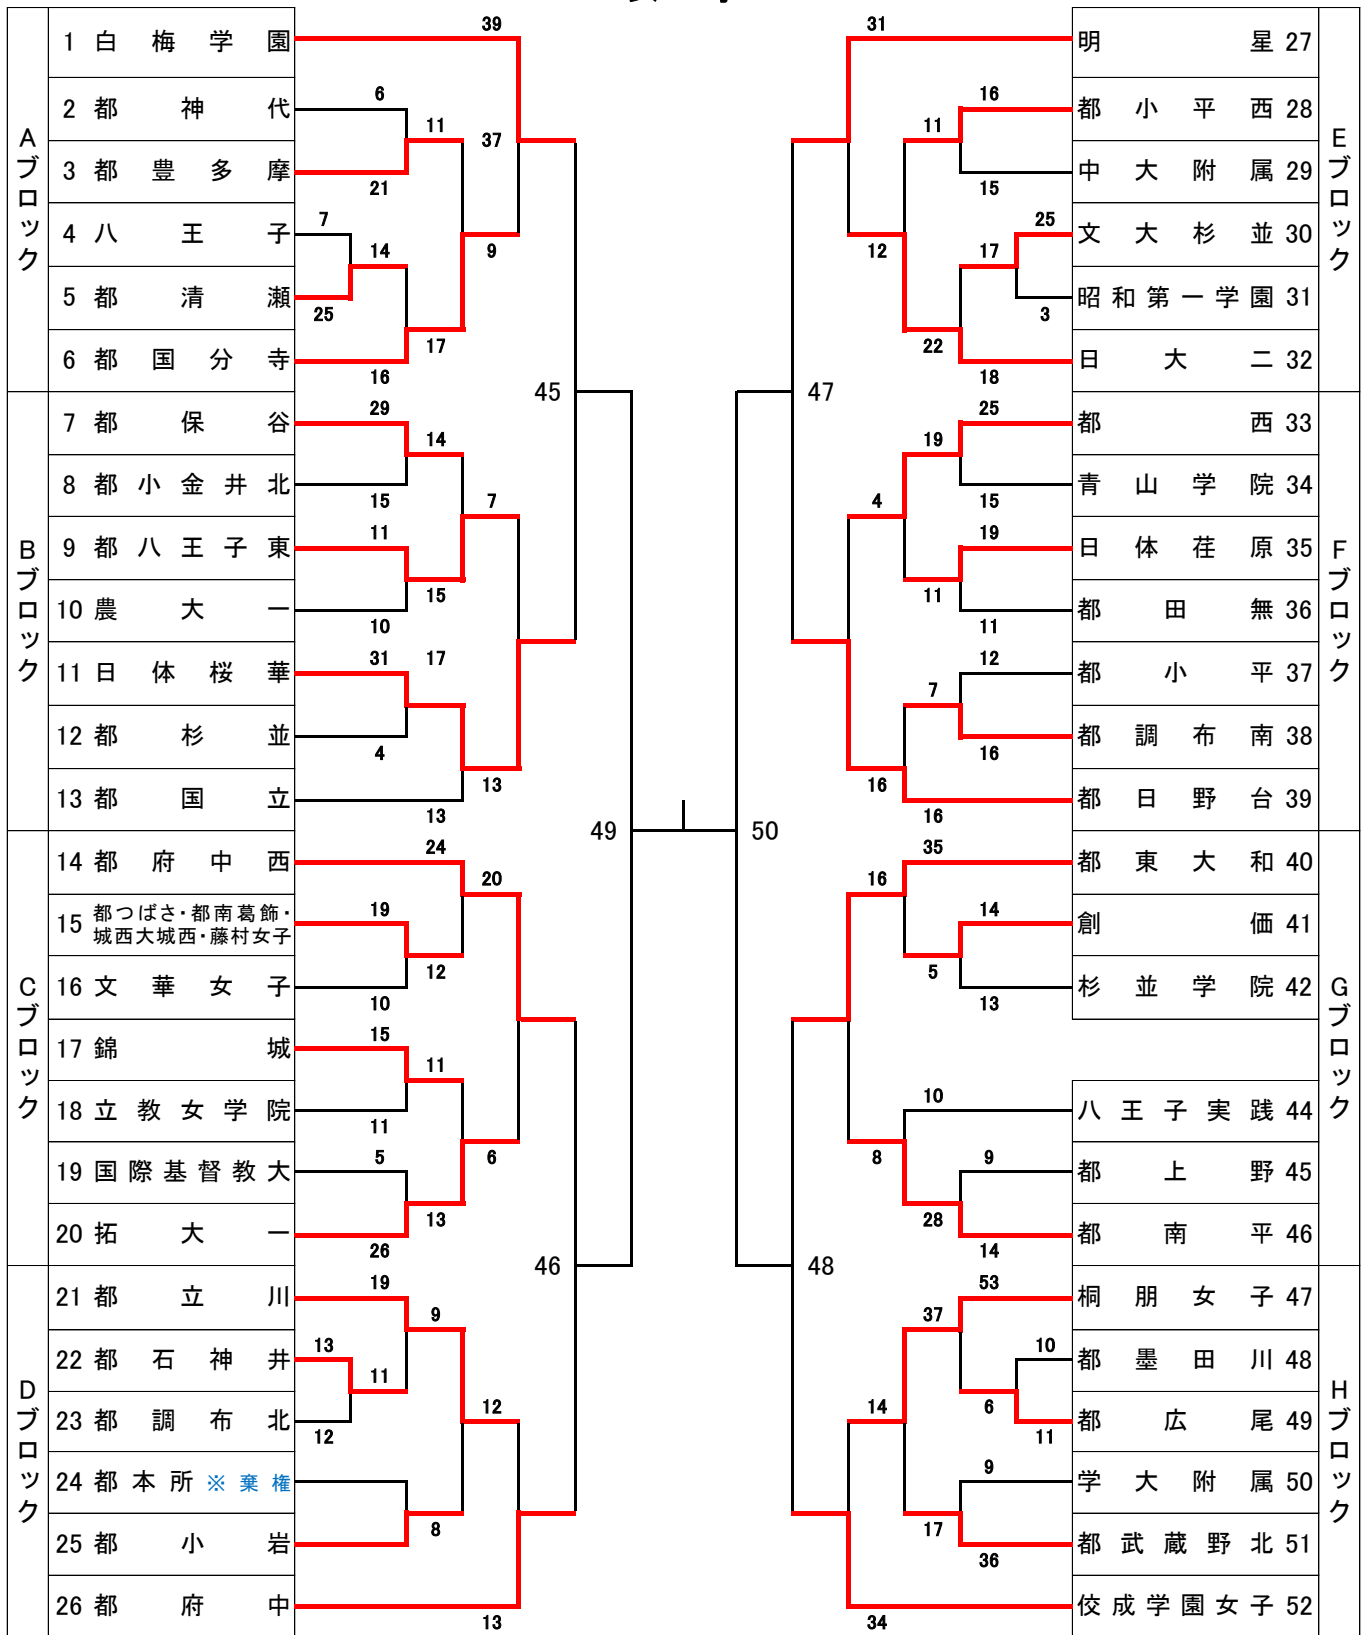 Aブロック
1 白梅学園
2 都神代
3 都豊多摩
4 八王子
5 都清瀬
6 都国分寺
39
6
11
37
21
7
14
9
25
17
16
Bブロック
7 都保谷
8 都小金井北
9 都八王子東
10 農大一
11 日体桜華
12 都杉並
13 都国立
29
14
15
7
11
15
10
31
17
4
13
13
45
Cブロック
14 都府中西
15 都つばさ・都南葛飾・
城西大城西・藤村女子
16 文華女子
17 錦城
18 立教女学院
19 国際基督教大
20 拓大一
24
20
19
12
10
15
11
11
5
6
13
26
Dブロック
21 都立川
22 都石神井
23 都調布北
24 都本所 ※棄権
25 都小岩
26 都府中
19
9
13
11
12
12
8
13
46
49
50
Eブロック
明星 27
都小平西 28
中大附属 29
文大杉並 30
昭和第一学園 31
日大二 32
31
16
11
15
25
17
12
3
22
18
47
Fブロック
都西 33
青山学院 34
日体荏原 35
都田無 36
都小平 37
都調布南 38
都日野台 39
25
19
15
4
19
11
11
12
7
16
16
16
Gブロック
都東大和 40
創価 41
杉並学院 42
八王子実践 44
都上野 45
都南平 46
35
16
14
5
13
10
8
9
28
14
48
Hブロック
桐朋女子 47
都墨田川 48
都広尾 49
学大附属 50
都武蔵野北 51
佼成学園女子 52
53
37
10
6
14
11
9
17
36
34